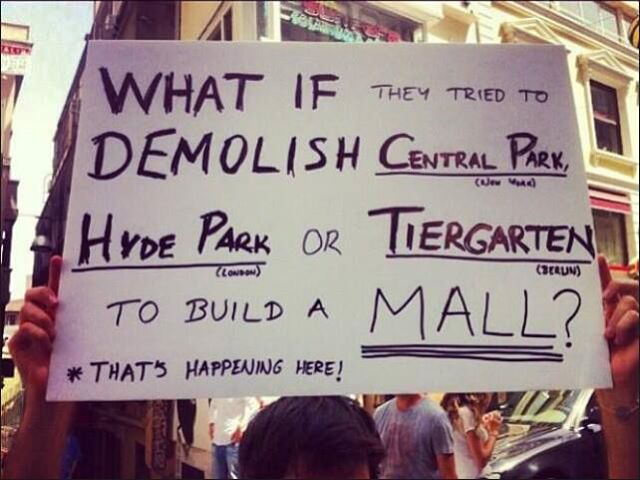 WHAT IF THEY TRIED TO
DEMOLISH CENTRAL PARK,
(NEW YORK)
HYDE PARK OR TIERGARTEN
(LONDON) (BERLIN)
TO BUILD A MALL?
* THAT'S HAPPENING HERE!